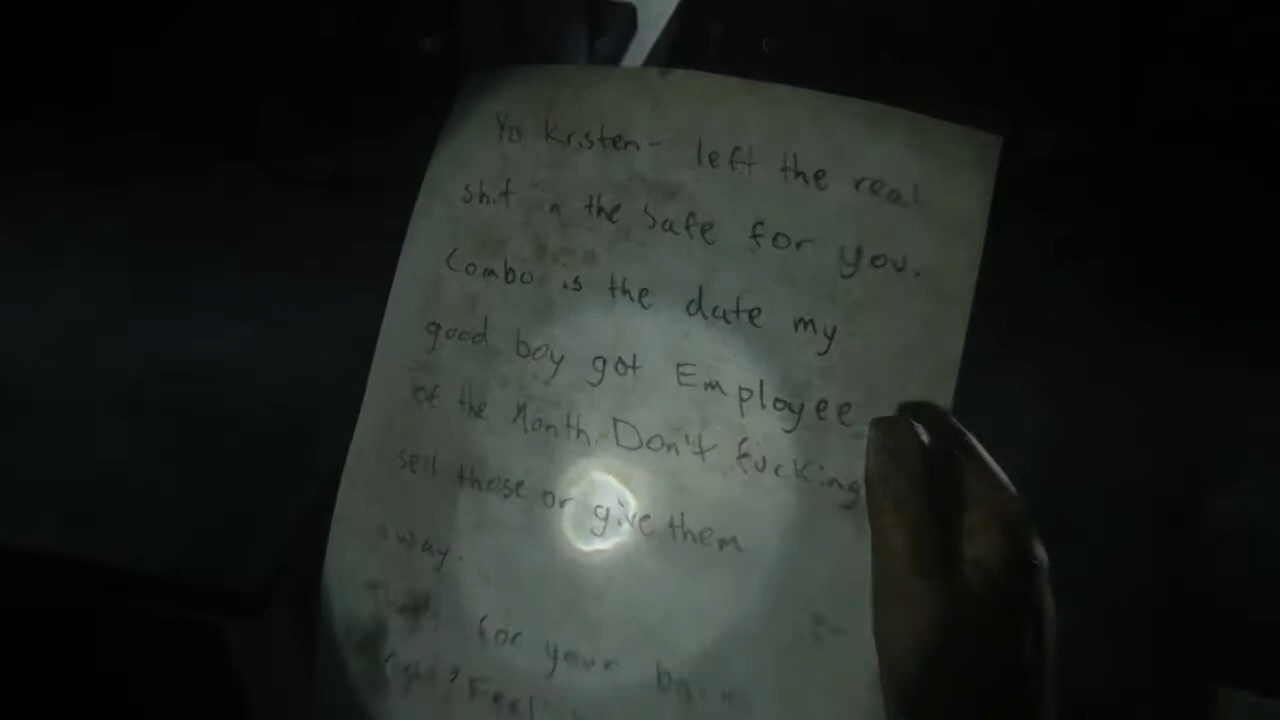 Yo Kristen- left the real
shit in the safe for you.
Combo is the date my
good boy got Employee
of the Month. Don't fucking
sell these or give them
away.
for your
Feel